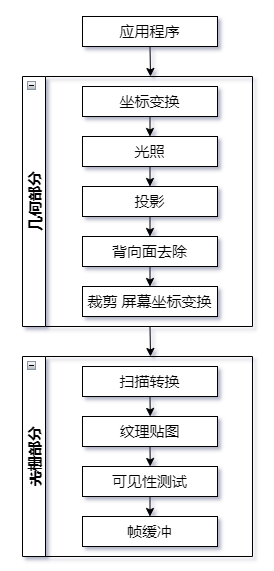 应用程序
几何部分
坐标变换
光照
投影
背向面去除
裁剪 屏幕坐标变换
光栅部分
扫描转换
纹理贴图
可见性测试
帧缓冲